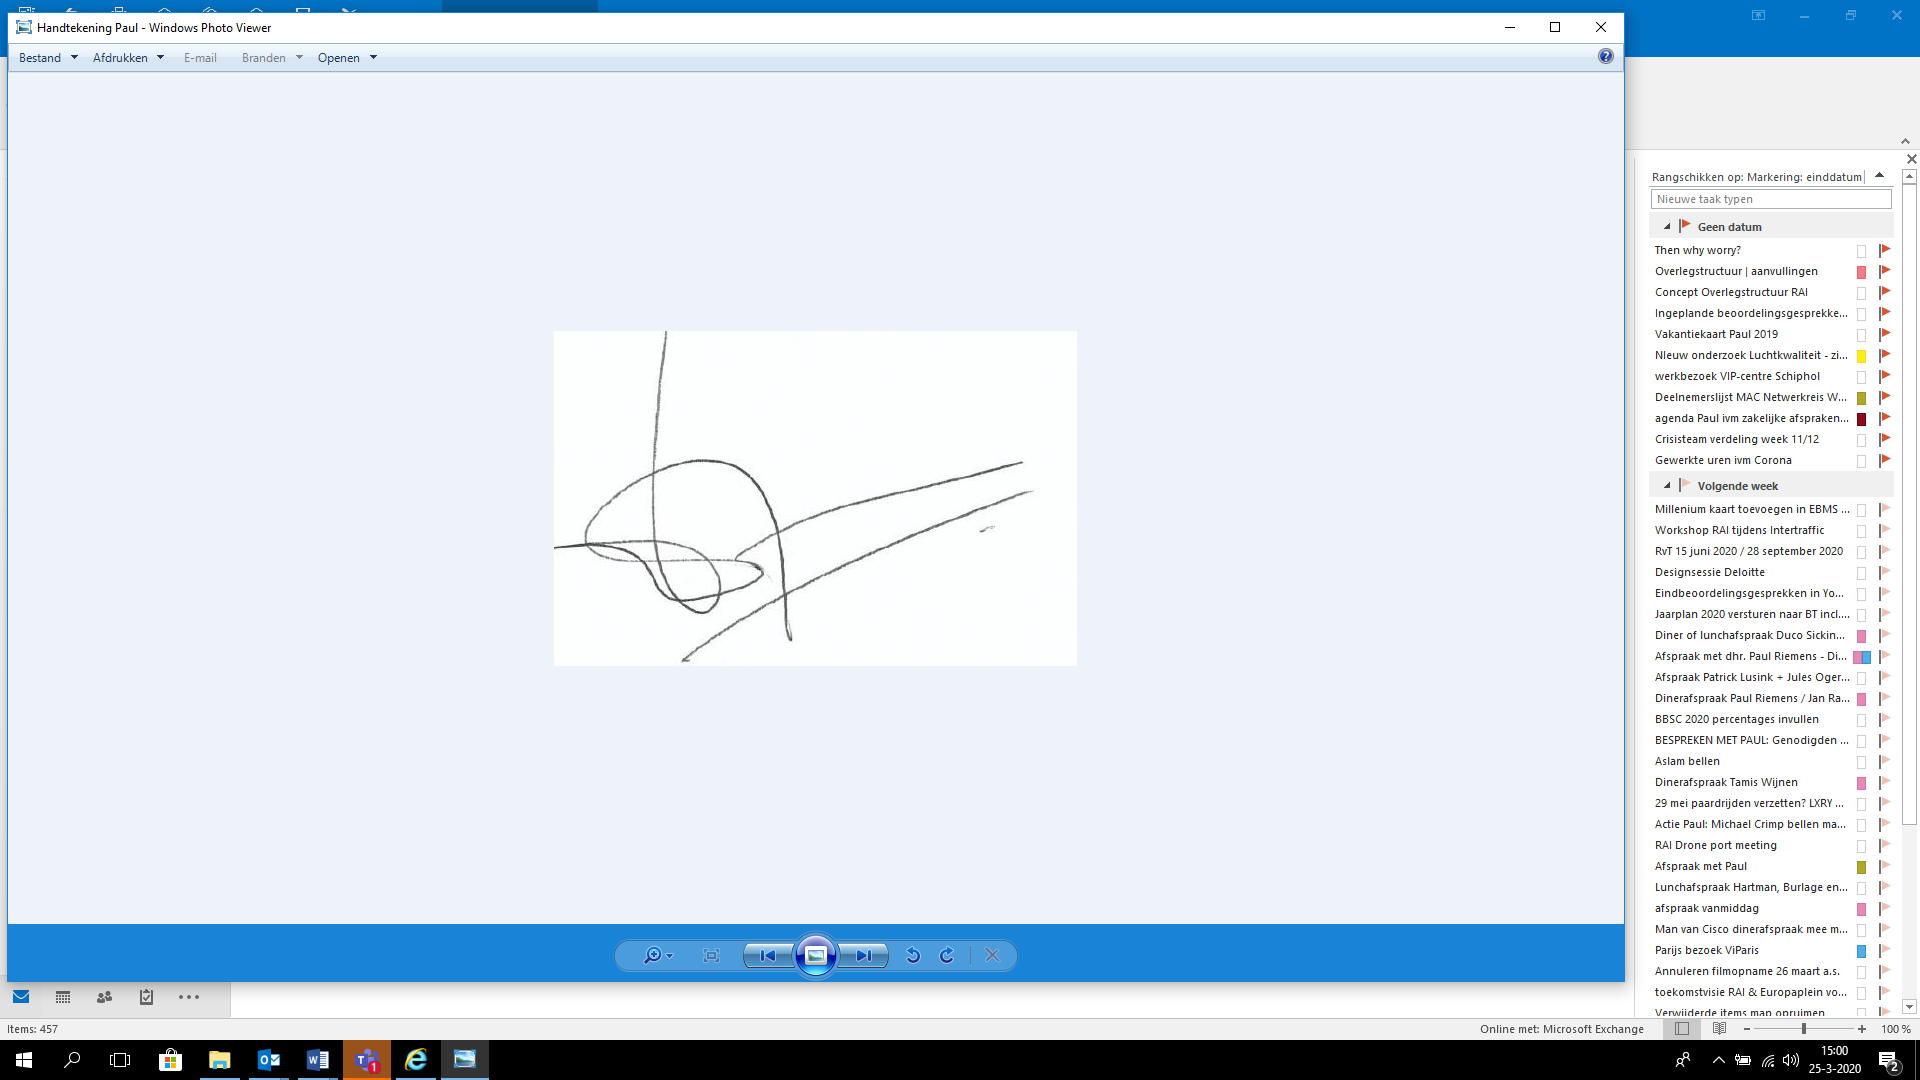 Handtekening Paul - Windows Photo Viewer
Bestand Afdrukken E-mail Branden Openen
Rangschikken op: Markering: einddatum
Nieuwe taak typen
Geen datum
Then why worry?
Overlegstructuur | aanvullingen
Concept Overlegstructuur RAI
Ingeplande beoordelingsgesprekke...
Vakantiekaart Paul 2019
NIeuw onderzoek Luchtkwaliteit - zi...
werkbezoek VIP-centre Schiphol
Deelnemerslijst MAC Netwerkreis W...
agenda Paul ivm zakelijke afspraken...
Crisisteam verdeling week 11/12
Gewerkte uren ivm Corona
Volgende week
Millenium kaart toevoegen in EBMS ...
Workshop RAI tijdens Intertraffic
RvT 15 juni 2020 / 28 september 2020
Designsessie Deloitte
Eindbeoordelingsgesprekken in Yo...
Jaarplan 2020 versturen naar BT incl...
Diner of lunchafspraak Duco Sickin...
Afspraak met dhr. Paul Riemens - Di...
Afspraak Patrick Lusink + Jules Oger...
Dinerafspraak Paul Riemens / Jan Ra...
BBSC 2020 percentages invullen
BESPREKEN MET PAUL: Genodigden ...
Aslam bellen
Dinerafspraak Tamis Wijnen
29 mei paardrijden verzetten? LXRY ...
Actie Paul: Michael Crimp bellen ma...
RAI Drone port meeting
Afspraak met Paul
Lunchafspraak Hartman, Burlage en...
afspraak vanmiddag
Man van Cisco dinerafspraak mee m...
Parijs bezoek ViParis
Annuleren filmopname 26 maart a.s.
toekomstvisie RAI & Europaplein vo...
Verwijderde items map opruimen
Items: 457
Online met: Microsoft Exchange
100 %
15:00
25-3-2020
1
2